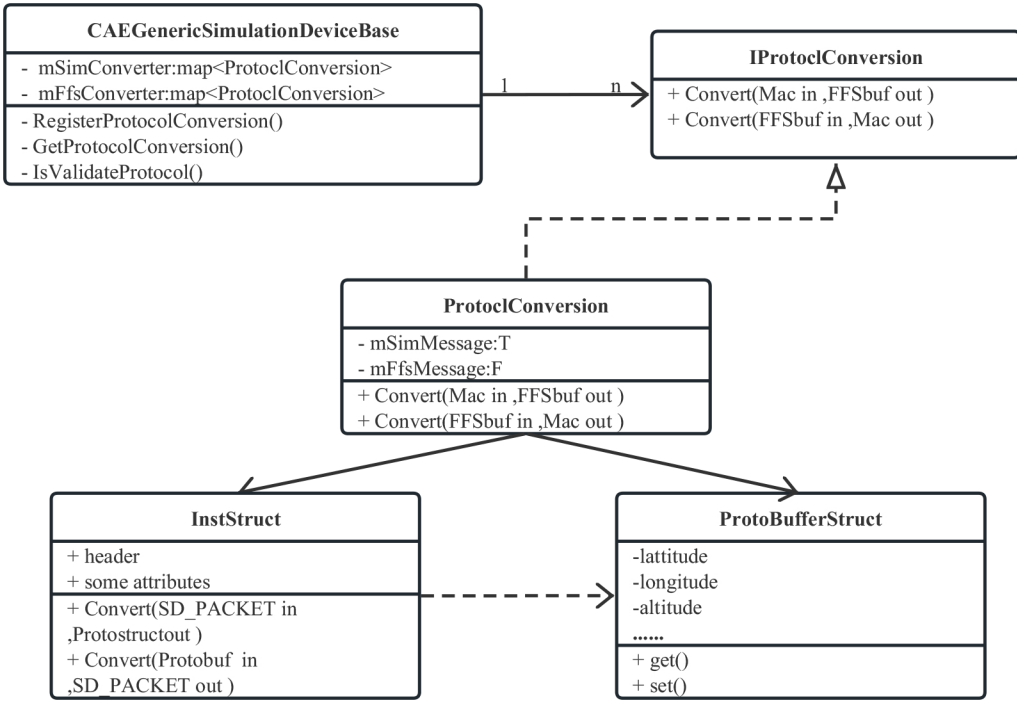 CAEGenericSimulationDeviceBase
- mSimConverter:map<ProtoclConversion>
- mFfsConverter:map<ProtoclConversion>
- RegisterProtocolConversion()
- GetProtocolConversion()
- IsValidateProtocol()
1
n
IProtoclConversion
+ Convert(Mac in ,FFSbuf out )
+ Convert(FFSbuf in ,Mac out )
ProtoclConversion
- mSimMessage:T
- mFfsMessage:F
+ Convert(Mac in ,FFSbuf out )
+ Convert(FFSbuf in ,Mac out )
InstStruct
+ header
+ some attributes
+ Convert(SD_PACKET in
,Protostructout )
+ Convert(Protobuf in
,SD_PACKET out )
ProtoBufferStruct
-lattitude
-longitude
-altitude
......
+ get()
+ set()